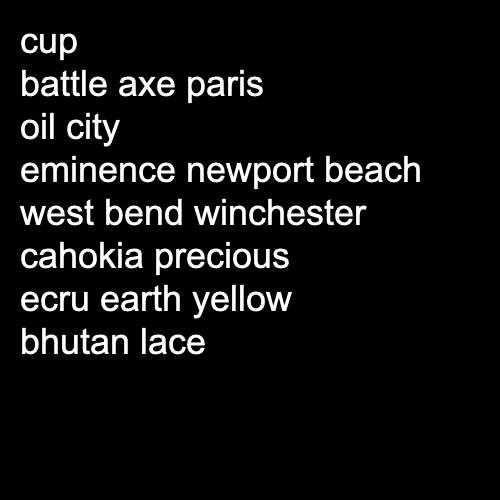 cup
battle axe paris
oil city
eminence newport beach
west bend winchester
cahokia precious
ecru earth yellow
bhutan lace